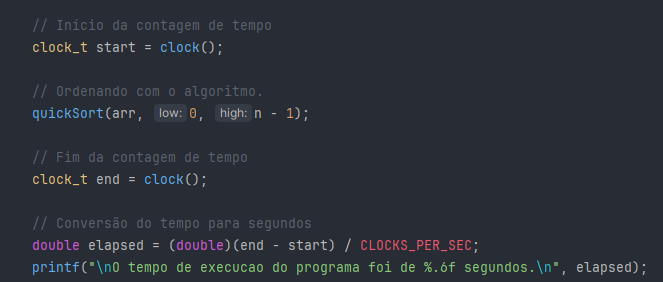 // Início da contagem de tempo
clock_t start = clock();
// Ordenando com o algoritmo.
quickSort(arr, low: 0, high: n - 1);
// Fim da contagem de tempo
clock_t end = clock();
// Conversão do tempo para segundos
double elapsed = (double)(end - start) / CLOCKS_PER_SEC;
printf("\nO tempo de execucao do programa foi de %.6f segundos.\n", elapsed);